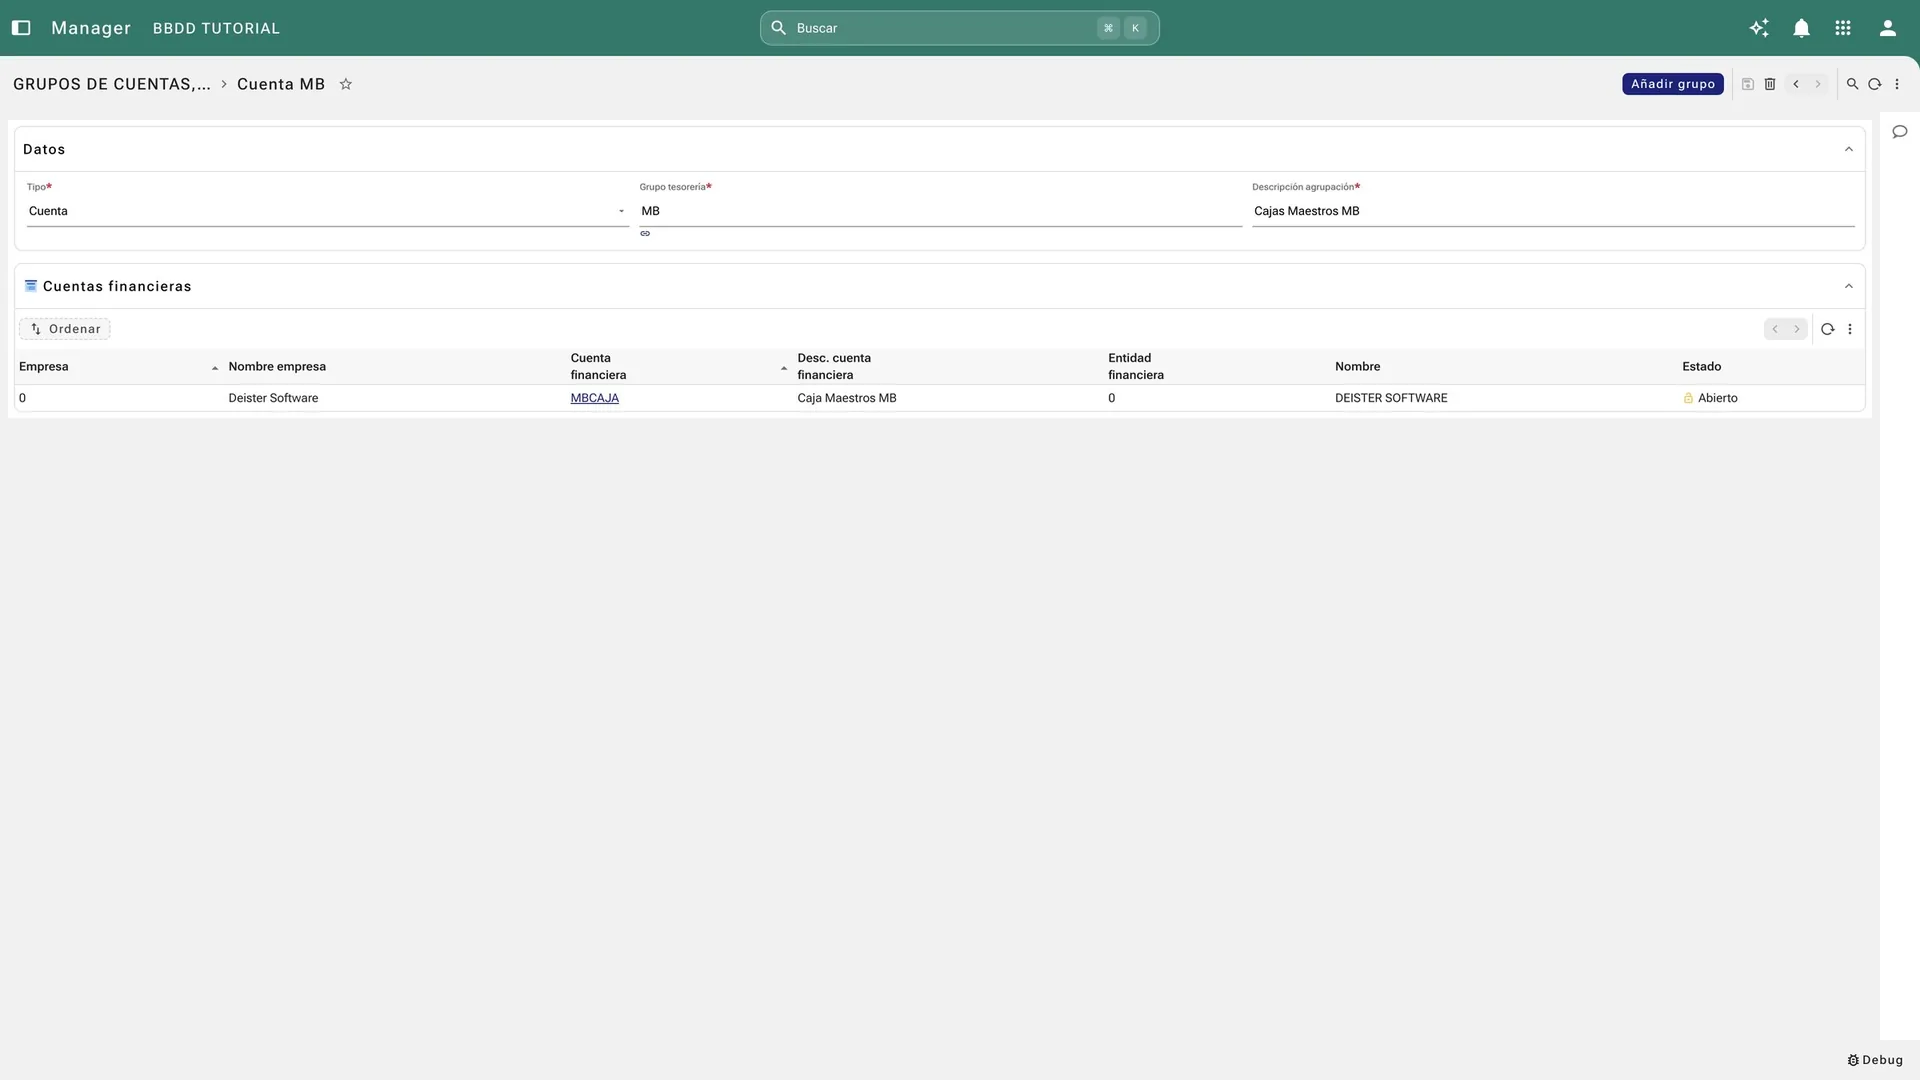 Manager BBDD TUTORIAL Buscar ⌘ K
GRUPOS DE CUENTAS,... > Cuenta MB Añadir grupo
Datos
Tipo* Grupo tesorería* Descripción agrupación*
Cuenta MB Cajas Maestros MB
Cuentas financieras
Ordenar
Empresa Nombre empresa Cuenta financiera Desc. cuenta financiera Entidad financiera Nombre Estado
0 Deister Software MBCAJA Caja Maestros MB 0 DEISTER SOFTWARE Abierto
Debug